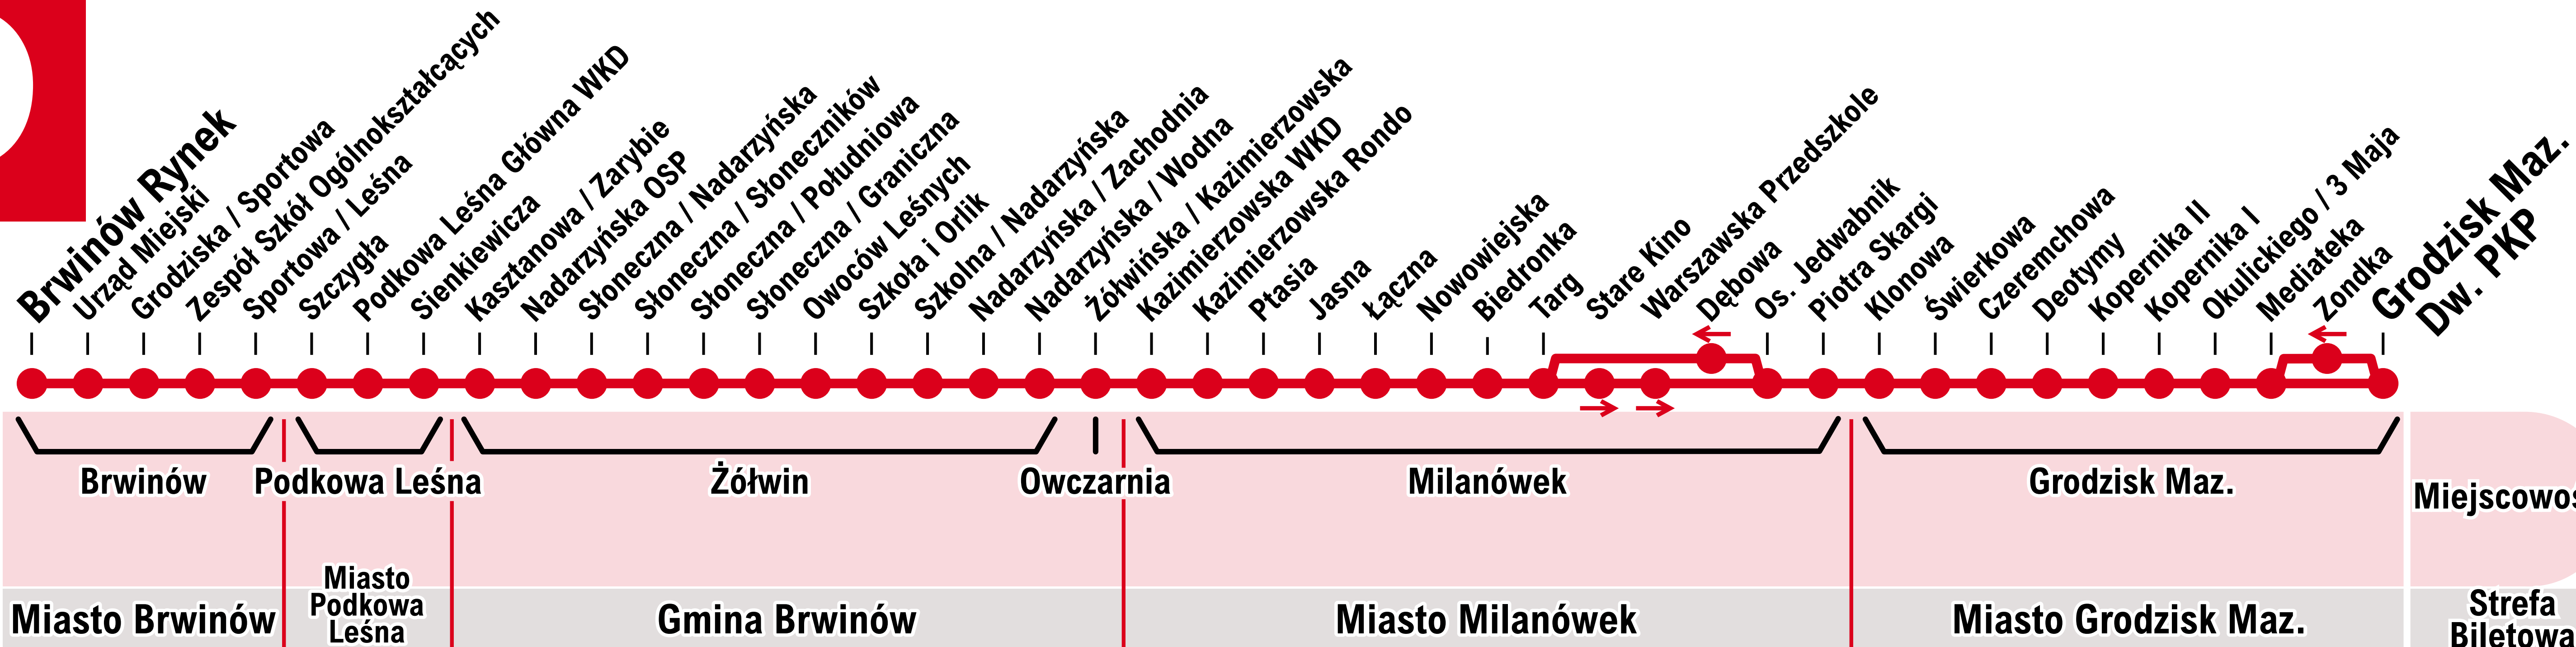 Brwinów Rynek
Urząd Miejski
Grodziska / Sportowa
Zespół Szkół Ogólnokształcących
Sportowa / Leśna
Szczygła
Podkowa Leśna Główna WKD
Sienkiewicza
Kasztanowa / Zarybie
Nadarzyńska OSP
Słoneczna / Nadarzyńska
Słoneczna / Słoneczników
Słoneczna / Południowa
Słoneczna / Graniczna
Owoców Leśnych
Szkoła i Orlik
Szkolna / Nadarzyńska
Nadarzyńska / Zachodnia
Nadarzyńska / Wodna
Żółwińska / Kazimierzowska
Kazimierzowska WKD
Kazimierzowska Rondo
Ptasia
Jasna
Łączna
Nowowiejska
Biedronka
Targ
Stare Kino
Warszawska Przedszkole
Dębowa
Os. Jedwabnik
Piotra Skargi
Klonowa
Świerkowa
Czeremchowa
Deotymy
Kopernika II
Kopernika I
Okulickiego / 3 Maja
Mediateka
Zondka
Grodzisk Maz.
Dw. PKP
Brwinów
Podkowa Leśna
Żółwin
Owczarnia
Milanówek
Grodzisk Maz.
Miejscowoś
Miasto Brwinów
Miasto
Podkowa
Leśna
Gmina Brwinów
Miasto Milanówek
Miasto Grodzisk Maz.
Strefa
Biletowa